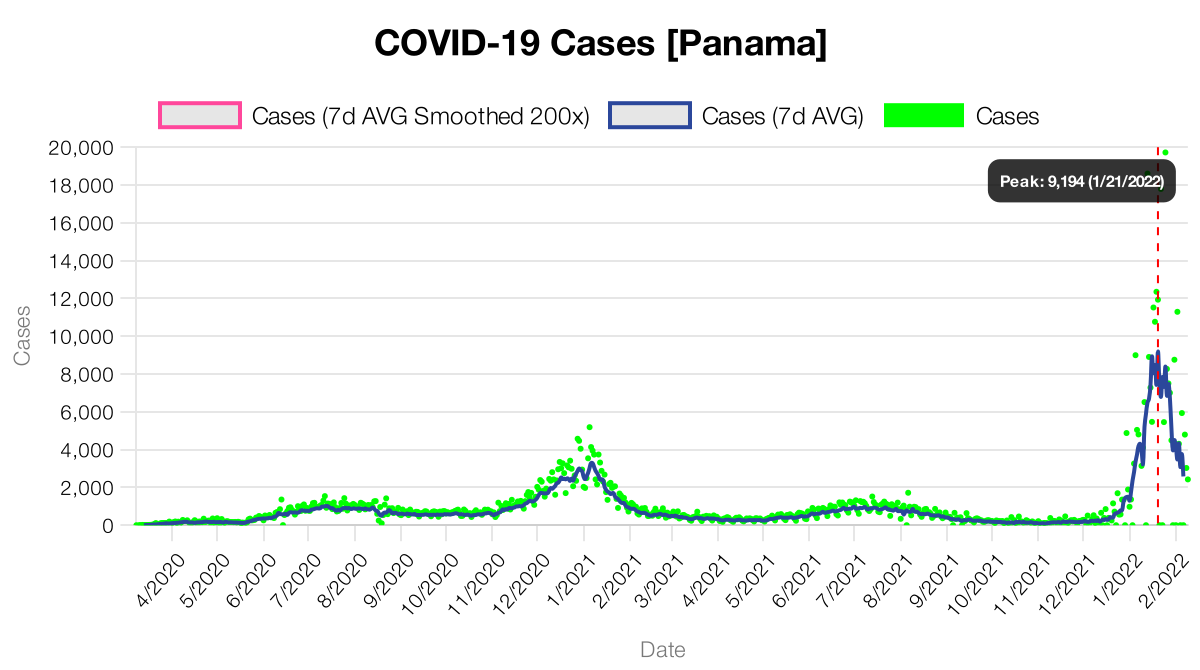 COVID-19 Cases [Panama]
Cases (7d AVG Smoothed 200x) Cases (7d AVG) Cases
20,000
18,000
16,000
14,000
12,000
10,000
8,000
6,000
4,000
2,000
0
Cases
Peak: 9,194 (1/21/2022)
4/2020 5/2020 6/2020 7/2020 8/2020 9/2020 10/2020 11/2020 12/2020 1/2021 2/2021 3/2021 4/2021 5/2021 6/2021 7/2021 8/2021 9/2021 10/2021 11/2021 12/2021 1/2022 2/2022
Date